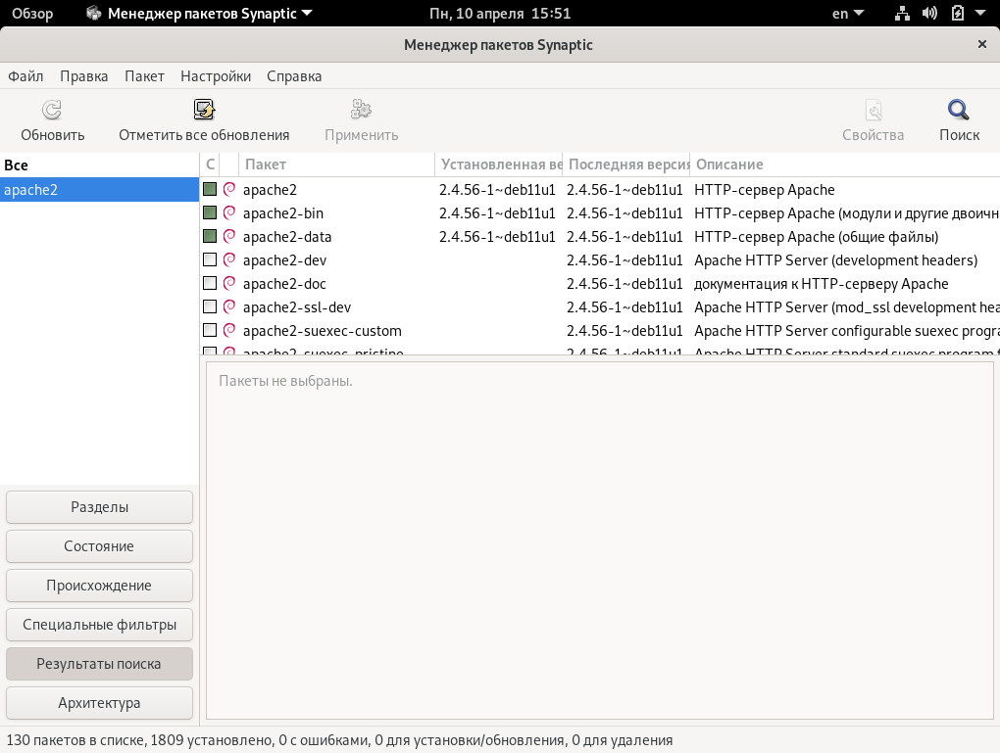 Обзор Менеджер пакетов Synaptic Пн, 10 апреля 15:51 en
Менеджер пакетов Synaptic
Файл Правка Пакет Настройки Справка
Обновить Отметить все обновления Применить Свойства Поиск
Все
apache2
С Пакет Установленная ве Последняя версия Описание
apache2 2.4.56-1~deb11u1 2.4.56-1~deb11u1 HTTP-сервер Apache
apache2-bin 2.4.56-1~deb11u1 2.4.56-1~deb11u1 HTTP-сервер Apache (модули и другие двоичн
apache2-data 2.4.56-1~deb11u1 2.4.56-1~deb11u1 HTTP-сервер Apache (общие файлы)
apache2-dev 2.4.56-1~deb11u1 Apache HTTP Server (development headers)
apache2-doc 2.4.56-1~deb11u1 документация к HTTP-серверу Apache
apache2-ssl-dev 2.4.56-1~deb11u1 Apache HTTP Server (mod_ssl development hea
apache2-suexec-custom 2.4.56-1~deb11u1 Apache HTTP Server configurable suexec progra
apache2-suexec-pristine 2.4.56-1~deb11u1 Apache HTTP Server standard suexec program f
Пакеты не выбраны.
Разделы
Состояние
Происхождение
Специальные фильтры
Результаты поиска
Архитектура
130 пакетов в списке, 1809 установлено, 0 с ошибками, 0 для установки/обновления, 0 для удаления